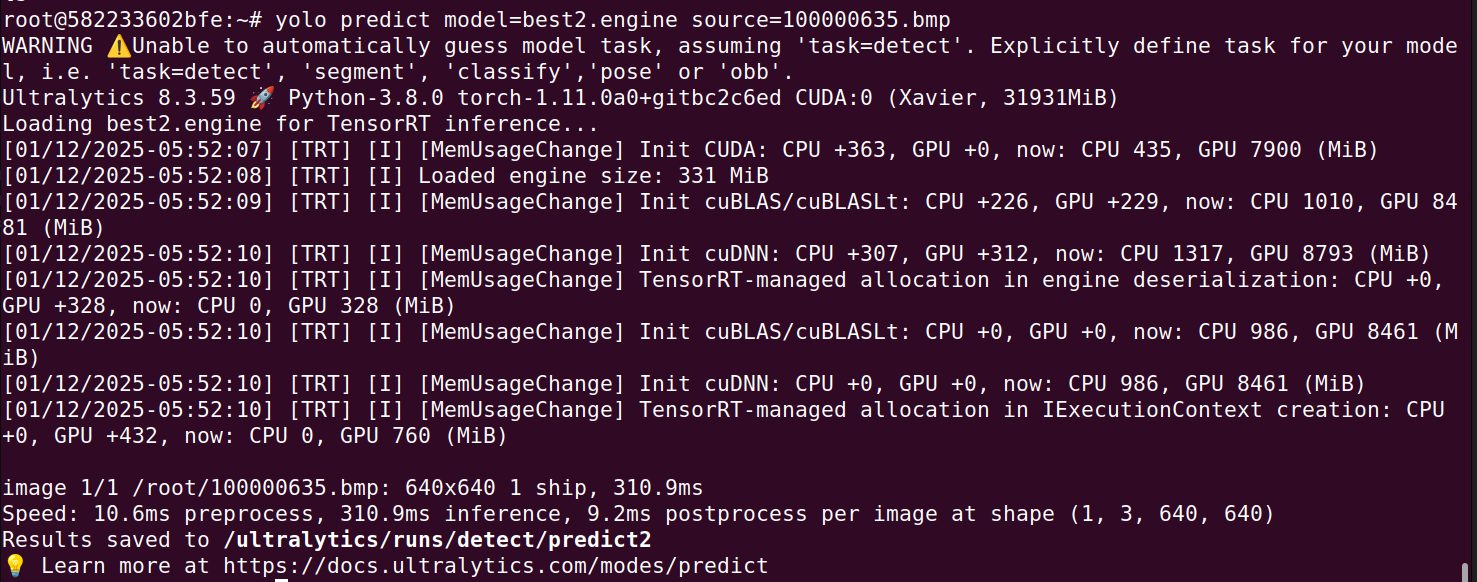 root@582233602bfe:~# yolo predict model=best2.engine source=100000635.bmp
WARNING ⚠️Unable to automatically guess model task, assuming 'task=detect'. Explicitly define task for your mode
l, i.e. 'task=detect', 'segment', 'classify','pose' or 'obb'.
Ultralytics 8.3.59 🚀 Python-3.8.0 torch-1.11.0a0+gitbc2c6ed CUDA:0 (Xavier, 31931MiB)
Loading best2.engine for TensorRT inference...
[01/12/2025-05:52:07] [TRT] [I] [MemUsageChange] Init CUDA: CPU +363, GPU +0, now: CPU 435, GPU 7900 (MiB)
[01/12/2025-05:52:08] [TRT] [I] Loaded engine size: 331 MiB
[01/12/2025-05:52:09] [TRT] [I] [MemUsageChange] Init cuBLAS/cuBLASLt: CPU +226, GPU +229, now: CPU 1010, GPU 84
81 (MiB)
[01/12/2025-05:52:10] [TRT] [I] [MemUsageChange] Init cuDNN: CPU +307, GPU +312, now: CPU 1317, GPU 8793 (MiB)
[01/12/2025-05:52:10] [TRT] [I] [MemUsageChange] TensorRT-managed allocation in engine deserialization: CPU +0,
GPU +328, now: CPU 0, GPU 328 (MiB)
[01/12/2025-05:52:10] [TRT] [I] [MemUsageChange] Init cuBLAS/cuBLASLt: CPU +0, GPU +0, now: CPU 986, GPU 8461 (M
iB)
[01/12/2025-05:52:10] [TRT] [I] [MemUsageChange] Init cuDNN: CPU +0, GPU +0, now: CPU 986, GPU 8461 (MiB)
[01/12/2025-05:52:10] [TRT] [I] [MemUsageChange] TensorRT-managed allocation in IExecutionContext creation: CPU
+0, GPU +432, now: CPU 0, GPU 760 (MiB)
image 1/1 /root/100000635.bmp: 640x640 1 ship, 310.9ms
Speed: 10.6ms preprocess, 310.9ms inference, 9.2ms postprocess per image at shape (1, 3, 640, 640)
Results saved to /ultralytics/runs/detect/predict2
💡 Learn more at https://docs.ultralytics.com/modes/predict